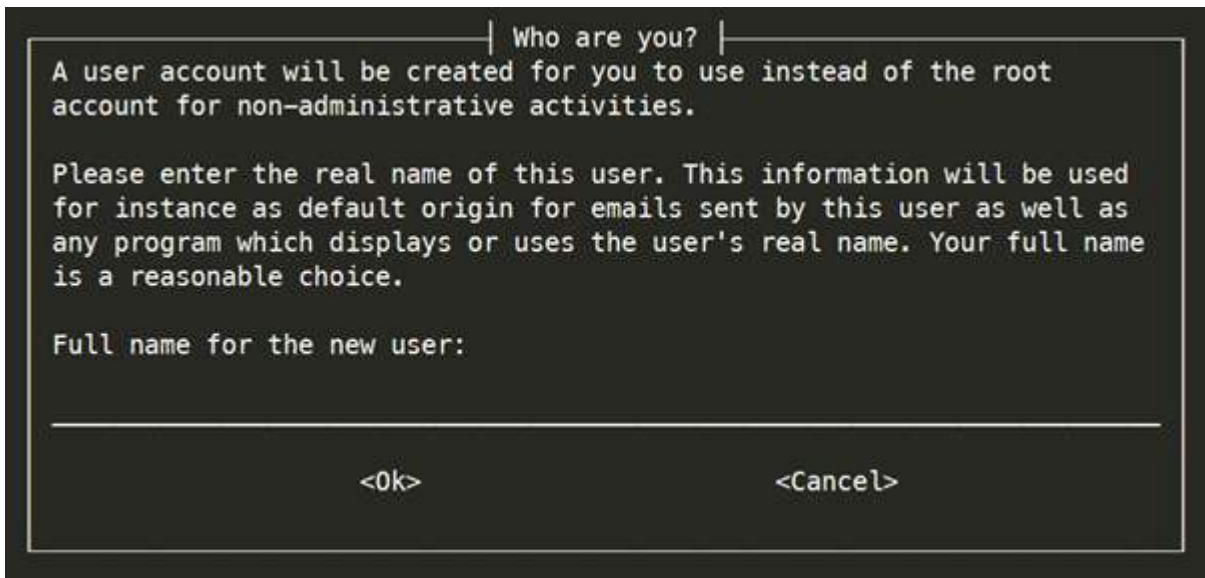 Who are you?
A user account will be created for you to use instead of the root
account for non-administrative activities.
Please enter the real name of this user. This information will be used
for instance as default origin for emails sent by this user as well as
any program which displays or uses the user's real name. Your full name
is a reasonable choice.
Full name for the new user:
<Ok> <Cancel>